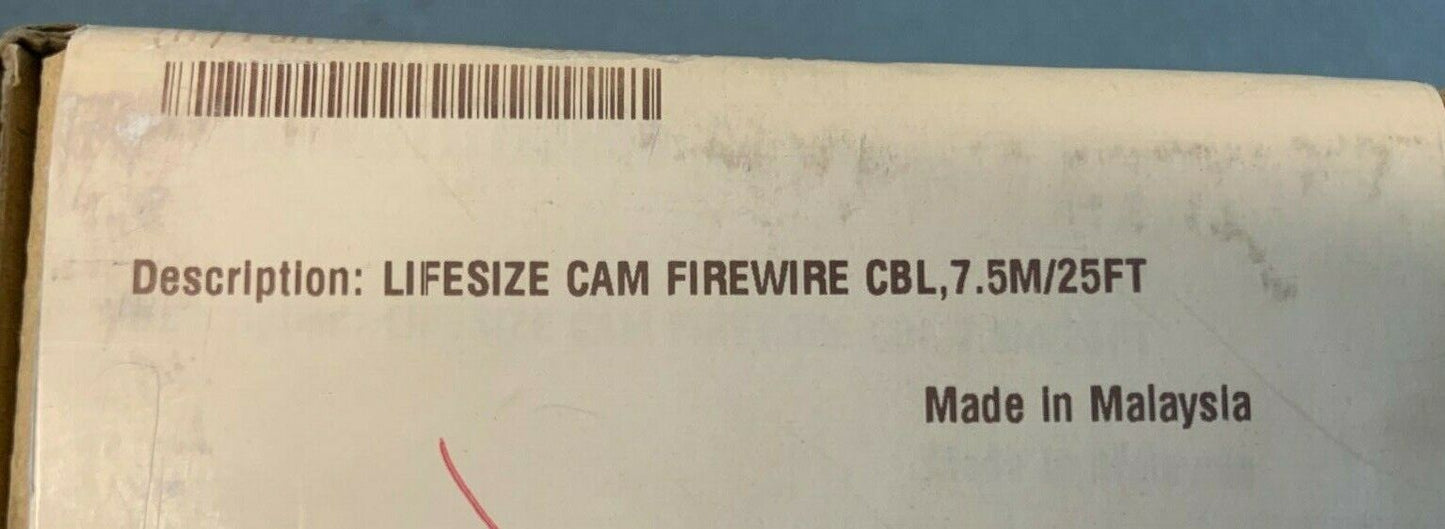 Description: LIFESIZE CAM FIREWIRE CBL,7.5M/25FT
Made in Malaysia